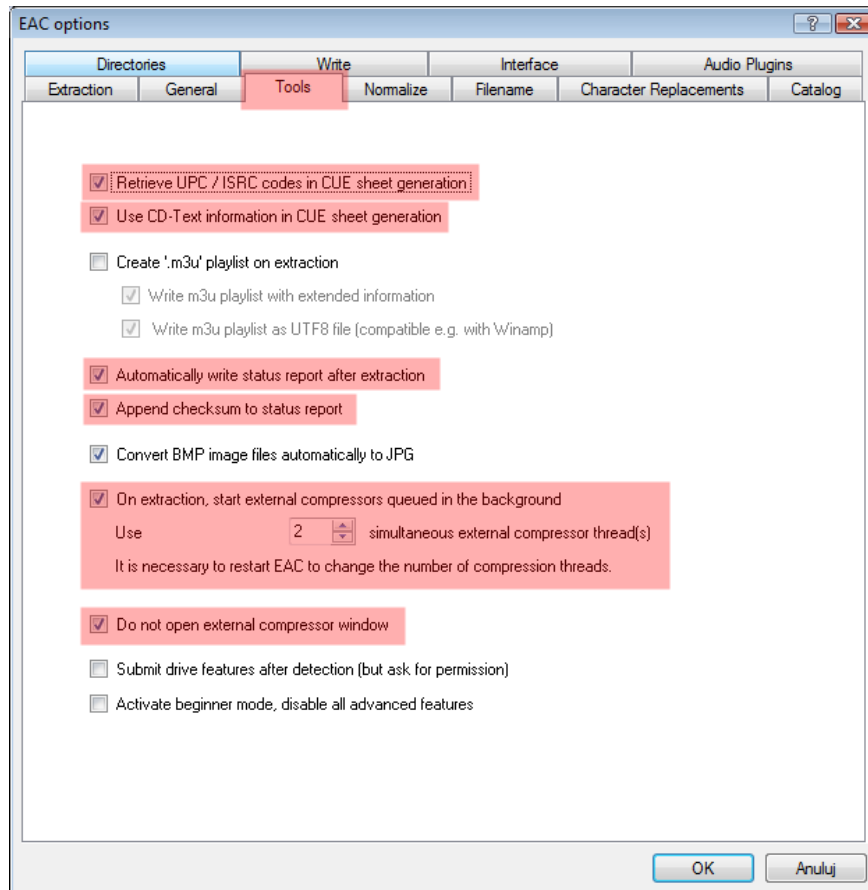 EAC options
Directories Write Interface Audio Plugins
Extraction General Tools Normalize Filename Character Replacements Catalog
Retrieve UPC / ISRC codes in CUE sheet generation
Use CD-Text information in CUE sheet generation
Create '.m3u' playlist on extraction
Write m3u playlist with extended information
Write m3u playlist as UTF8 file (compatible e.g. with Winamp)
Automatically write status report after extraction
Append checksum to status report
Convert BMP image files automatically to JPG
On extraction, start external compressors queued in the background
Use 2 simultaneous external compressor thread(s)
It is necessary to restart EAC to change the number of compression threads.
Do not open external compressor window
Submit drive features after detection (but ask for permission)
Activate beginner mode, disable all advanced features
OK Anuluj